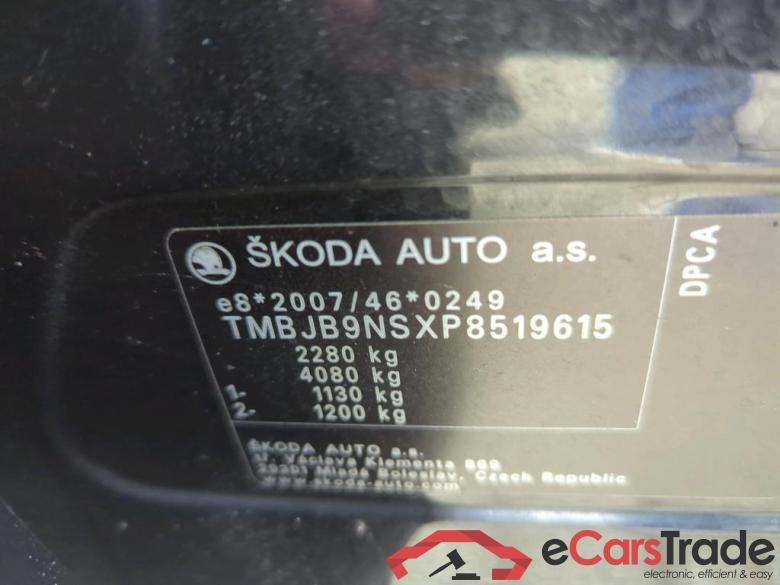 ŠKODA AUTO a.s.
DPCA
e8*2007/46*0249
TMBJB9NSXP8519615
2280 kg
4080 kg
1. 1130 kg
2. 1200 kg
ŠKODA AUTO a.s.
tř. Václava Klementa 869
29301 Mladá Boleslav, Czech Republic
www.skoda-auto.com
eCarsTrade
electronic, efficient & easy